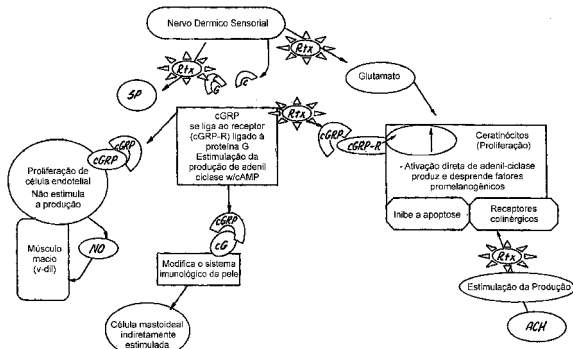 Nervo Dérmico Sensorial
Rtx
Rtx
G
SP
Glutamato
Rtx
cGRP
se liga ao receptor
(cGRP-R) ligado à
proteína G
Estimulação da
produção de adenil
ciclase w/cAMP
cGRP
cGRP-R
Ceratinócitos
(Proliferação)
- Ativação direta de adenil-ciclase
produz e desprende fatores
promelanogênicos
Inibe a apoptose
Receptores
colinérgicos
cGRP
cGRP
Proliferação de
célula endotelial
Não estimula
a produção
Músculo
macio
(v-dil)
NO
cGRP
cG
Modifica o sistema
imunológico da pele
Célula mastoideal
indiretamente
estimulada
Rtx
Estimulação da Produção
ACH